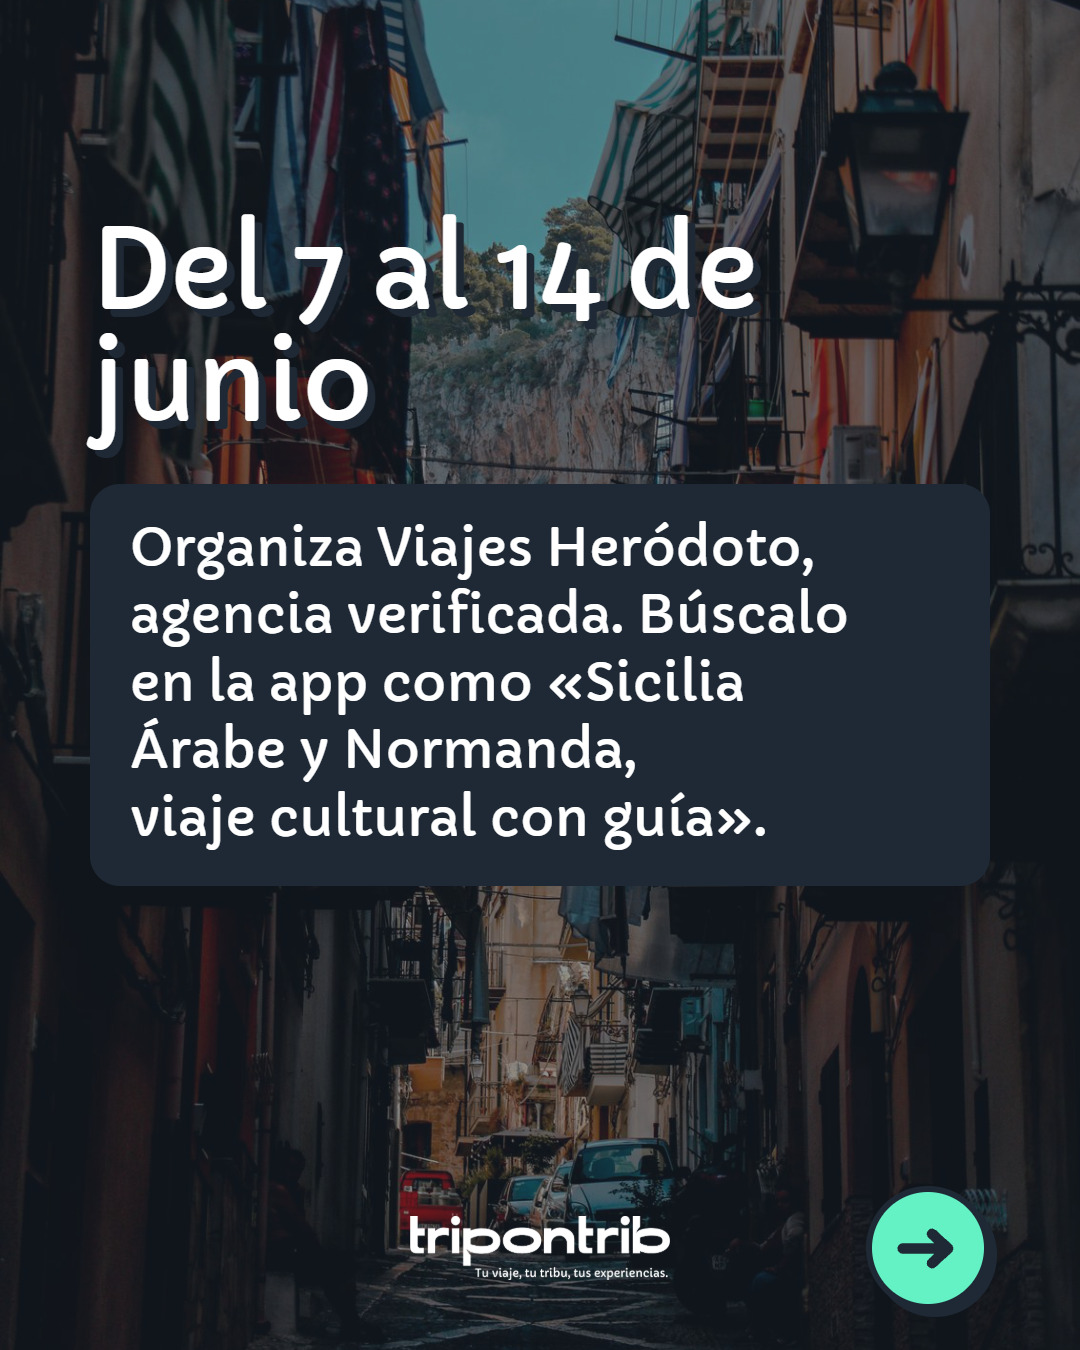 Del 7 al 14 de
junio
Organiza Viajes Heródoto,
agencia verificada. Búscalo
en la app como «Sicilia
Árabe y Normanda,
viaje cultural con guía».
tripontrib
Tu viaje, tu tribu, tus experiencias.